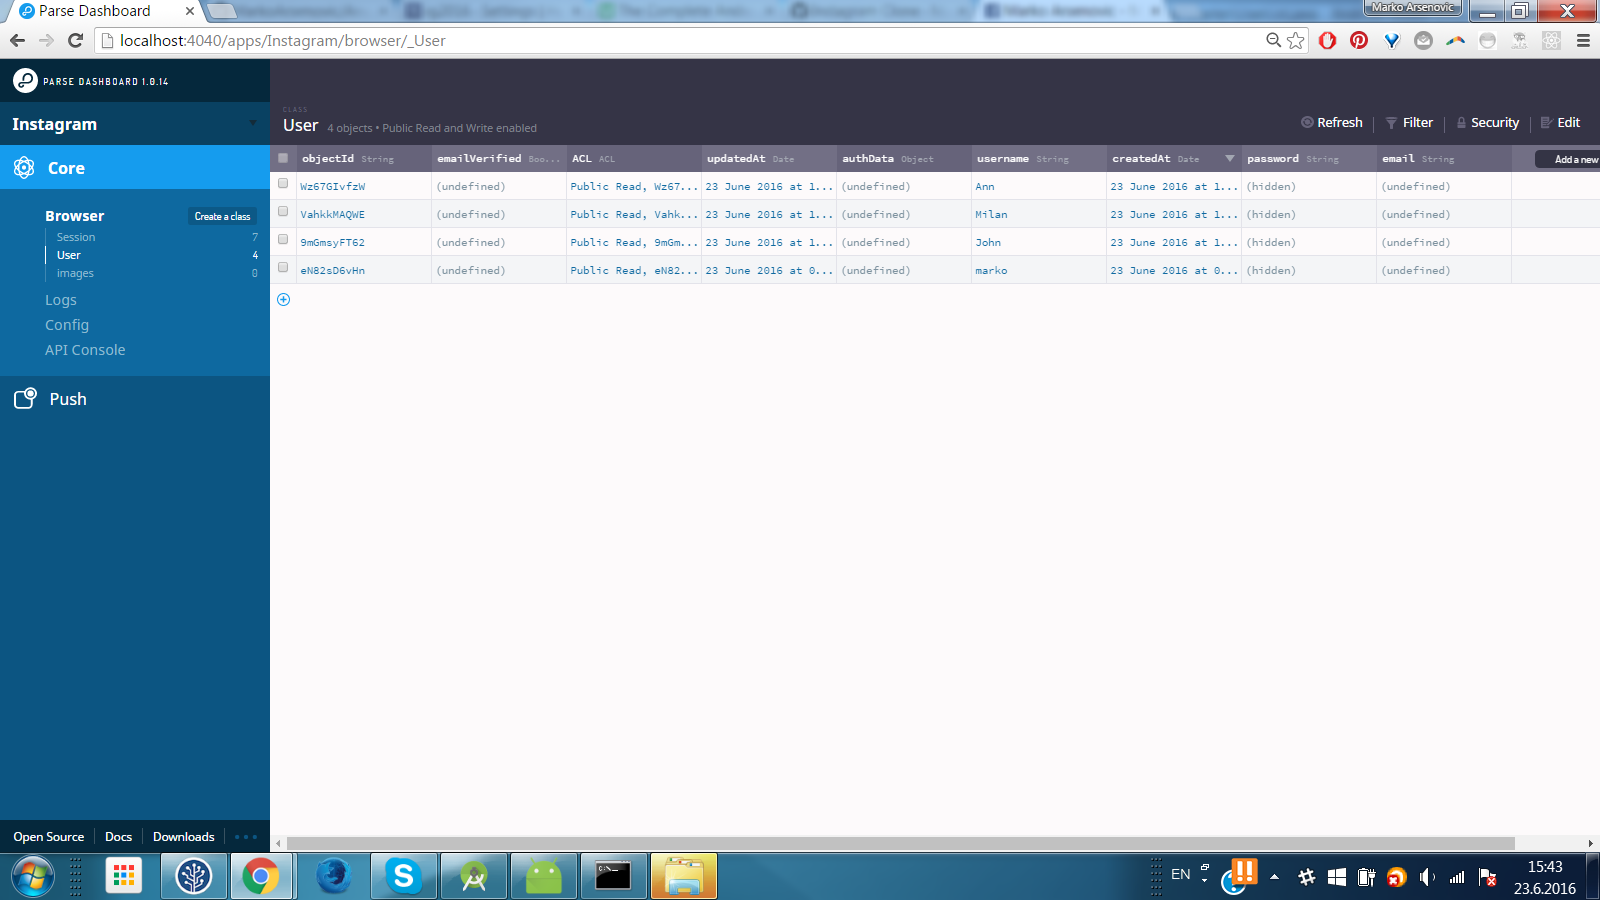 Parse Dashboard
Marko Arsenovic
localhost:4040/apps/Instagram/browser/_User
PARSE DASHBOARD 1.0.14
Instagram
Core
Browser
Create a class
Session 7
User 4
images 0
Logs
Config
API Console
Push
Open Source Docs Downloads
CLASS
User 4 objects • Public Read and Write enabled
Refresh Filter Security Edit
objectId String emailVerified Boo... ACL ACL updatedAt Date authData Object username String createdAt Date password String email String Add a new
Wz67GIvfzW (undefined) Public Read, Wz67... 23 June 2016 at 1... (undefined) Ann 23 June 2016 at 1... (hidden) (undefined)
VahkkMAQWE (undefined) Public Read, Vahk... 23 June 2016 at 1... (undefined) Milan 23 June 2016 at 1... (hidden) (undefined)
9mGmsyFT62 (undefined) Public Read, 9mGm... 23 June 2016 at 1... (undefined) John 23 June 2016 at 1... (hidden) (undefined)
eN82sD6vHn (undefined) Public Read, eN82... 23 June 2016 at 0... (undefined) marko 23 June 2016 at 0... (hidden) (undefined)
EN
15:43
23.6.2016